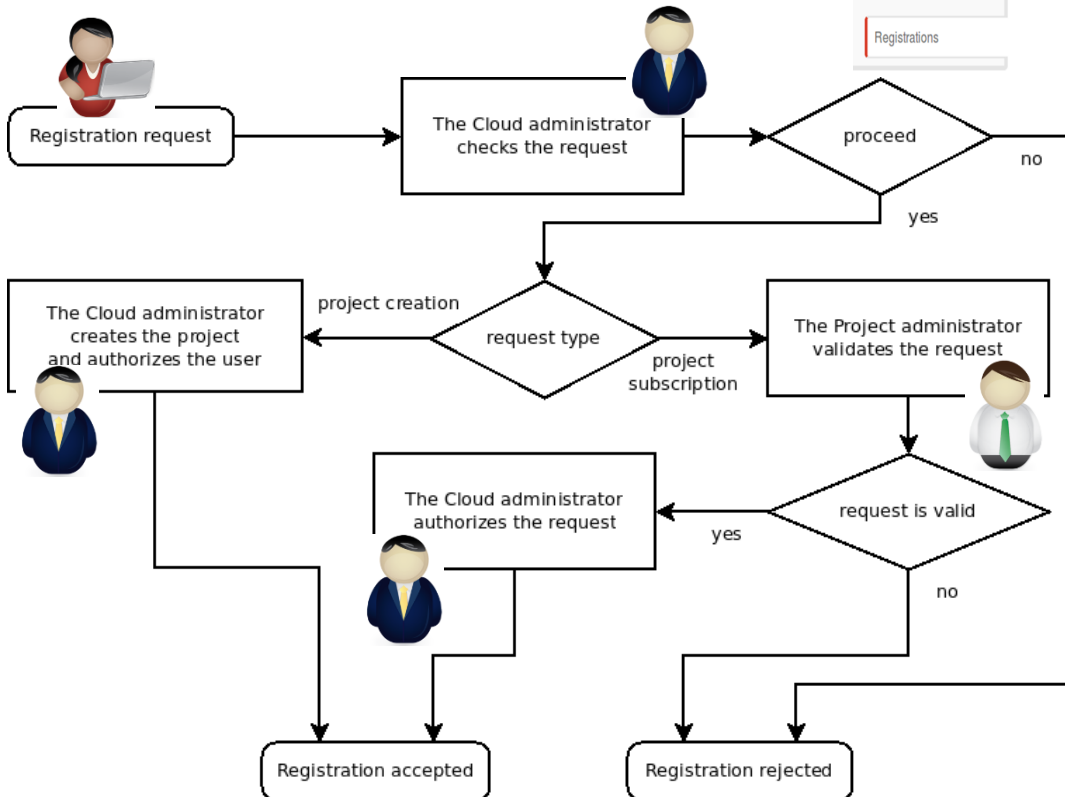 Registrations
Registration request
The Cloud administrator
checks the request
proceed
no
yes
The Cloud administrator
creates the project
and authorizes the user
project creation
request type
project
subscription
The Project administrator
validates the request
The Cloud administrator
authorizes the request
yes
request is valid
no
Registration accepted
Registration rejected